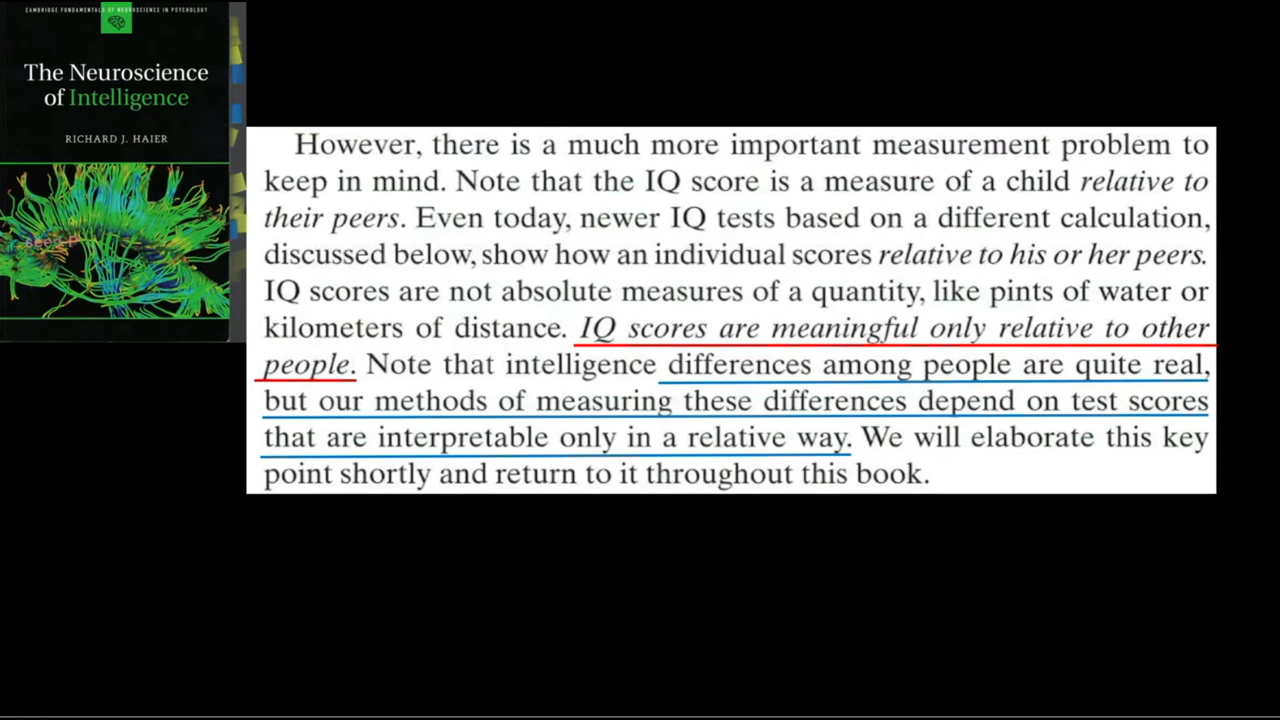 CAMBRIDGE FUNDAMENTALS OF NEUROSCIENCE IN PSYCHOLOGY
The Neuroscience
of Intelligence
RICHARD J. HAIER
However, there is a much more important measurement problem to
keep in mind. Note that the IQ score is a measure of a child relative to
their peers. Even today, newer IQ tests based on a different calculation,
discussed below, show how an individual scores relative to his or her peers.
IQ scores are not absolute measures of a quantity, like pints of water or
kilometers of distance. IQ scores are meaningful only relative to other
people. Note that intelligence differences among people are quite real,
but our methods of measuring these differences depend on test scores
that are interpretable only in a relative way. We will elaborate this key
point shortly and return to it throughout this book.